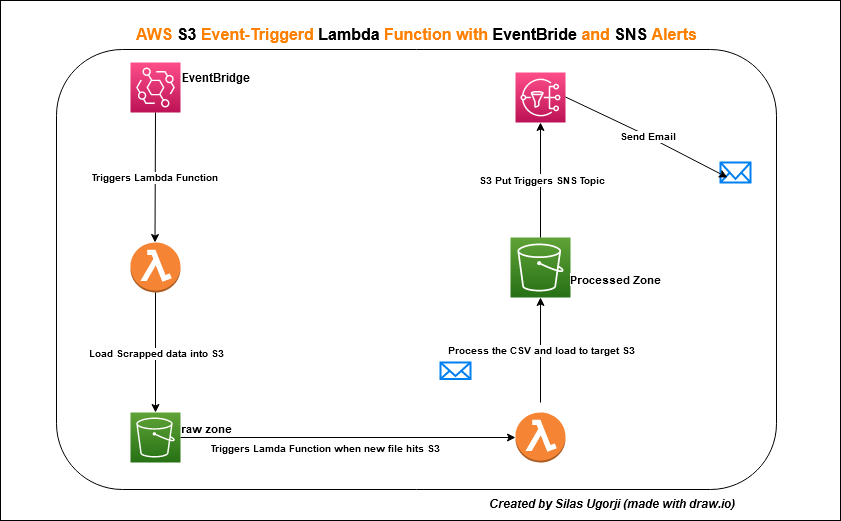 AWS S3 Event-Triggerd Lambda Function with EventBride and SNS Alerts
EventBridge
Send Email
Triggers Lambda Function
S3 Put Triggers SNS Topic
Processed Zone
Load Scrapped data into S3
Process the CSV and load to target S3
raw zone
Triggers Lamda Function when new file hits S3
Created by Silas Ugorji (made with draw.io)